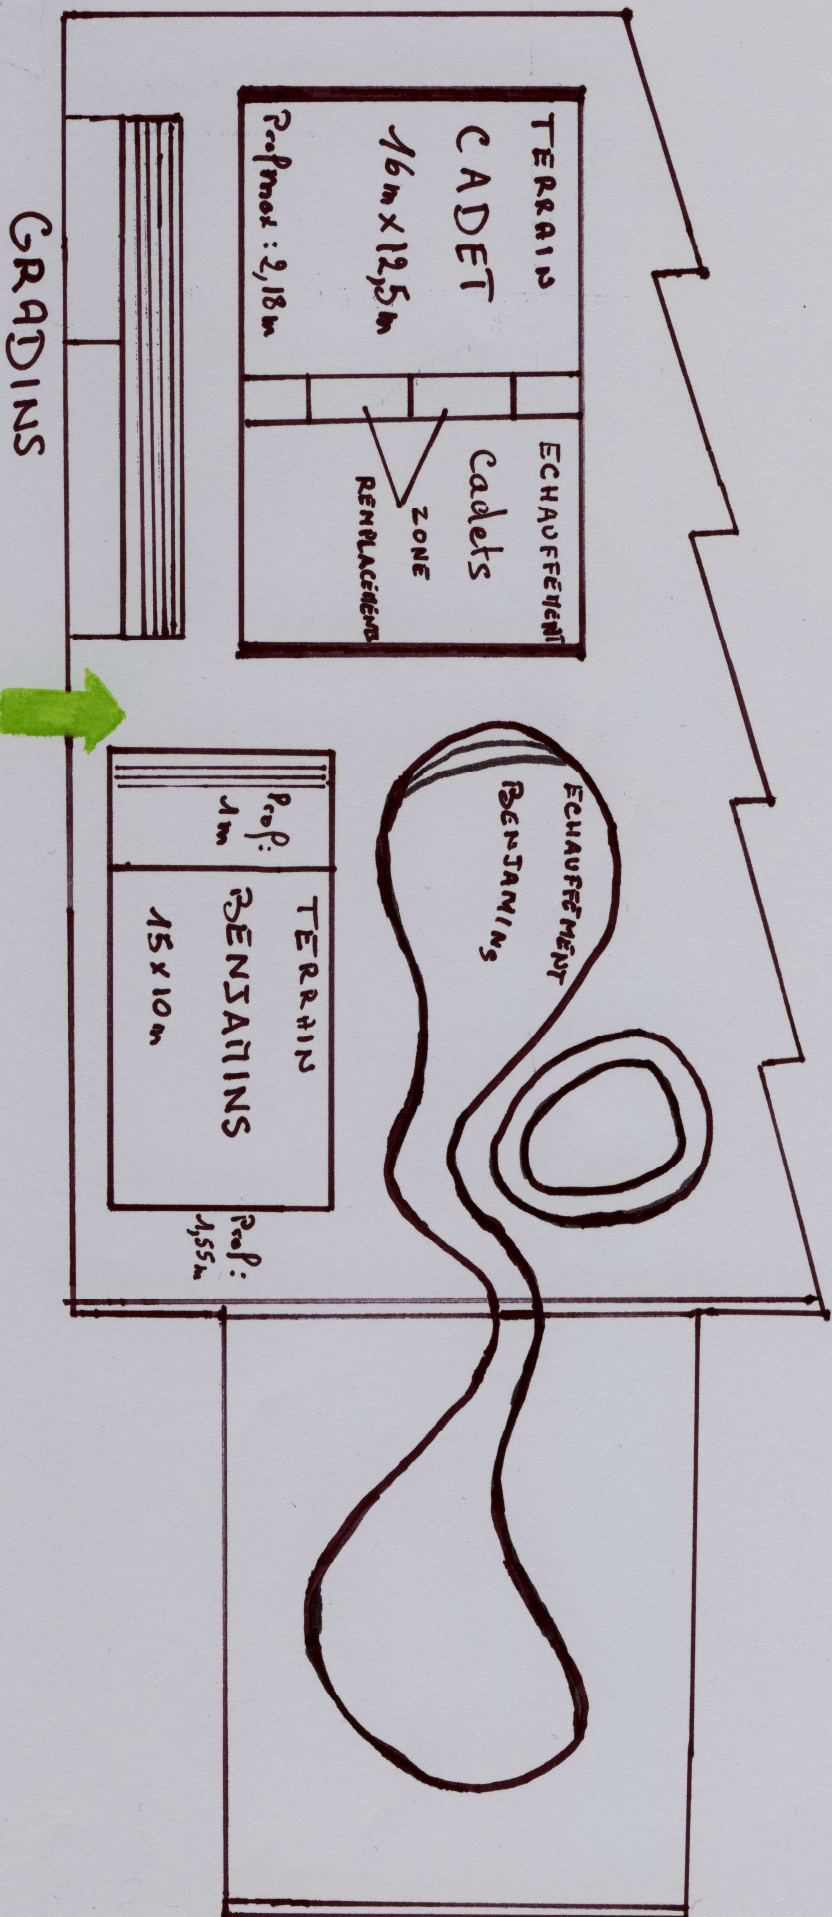 TERRAIN
CADET
16m x 12,5m
Prof max : 2,18m
ECHAUFFEMENT
Cadets
ZONE
REMPLACEMENTS
GRADINS
ECHAUFFEMENT
BENJAMINS
Prof :
1m
TERRAIN
BENJAMINS
15 x 10m
Prof :
1,55m